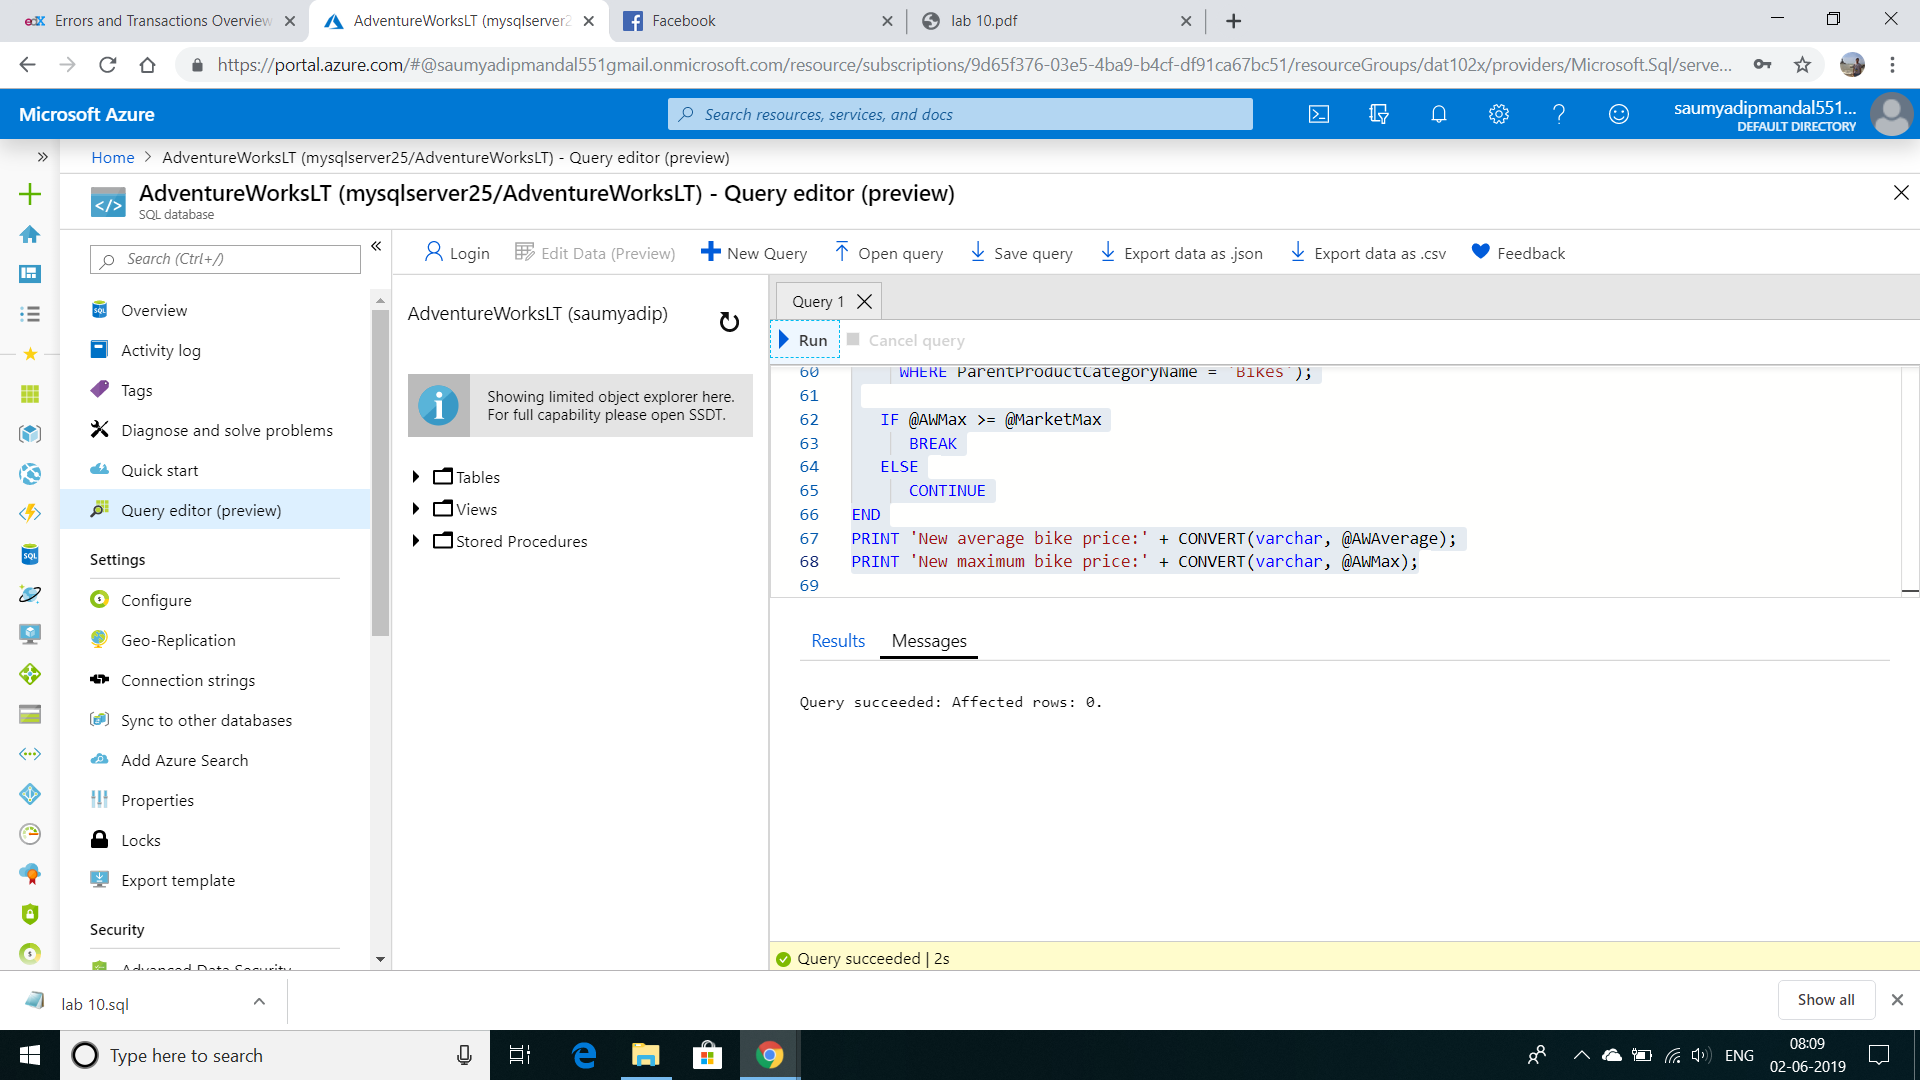 Errors and Transactions Overview
AdventureWorksLT (mysqlserver2
Facebook
lab 10.pdf
https://portal.azure.com/#@saumyadipmandal551gmail.onmicrosoft.com/resource/subscriptions/9d65f376-03e5-4ba9-b4cf-df91ca67bc51/resourceGroups/dat102x/providers/Microsoft.Sql/serve...
Microsoft Azure
Search resources, services, and docs
saumyadipmandal551...
DEFAULT DIRECTORY
Home > AdventureWorksLT (mysqlserver25/AdventureWorksLT) - Query editor (preview)
AdventureWorksLT (mysqlserver25/AdventureWorksLT) - Query editor (preview)
SQL database
Search (Ctrl+/)
Overview
Activity log
Tags
Diagnose and solve problems
Quick start
Query editor (preview)
Settings
Configure
Geo-Replication
Connection strings
Sync to other databases
Add Azure Search
Properties
Locks
Export template
Security
Advanced Data Security
Login
Edit Data (Preview)
New Query
Open query
Save query
Export data as .json
Export data as .csv
Feedback
AdventureWorksLT (saumyadip)
Showing limited object explorer here.
For full capability please open SSDT.
Tables
Views
Stored Procedures
Query 1
Run
Cancel query
60 WHERE ParentProductCategoryName = 'Bikes');
61
62 IF @AWMax >= @MarketMax
63 BREAK
64 ELSE
65 CONTINUE
66 END
67 PRINT 'New average bike price:' + CONVERT(varchar, @AWAverage);
68 PRINT 'New maximum bike price:' + CONVERT(varchar, @AWMax);
69
Results
Messages
Query succeeded: Affected rows: 0.
Query succeeded | 2s
lab 10.sql
Show all
Type here to search
ENG
08:09
02-06-2019